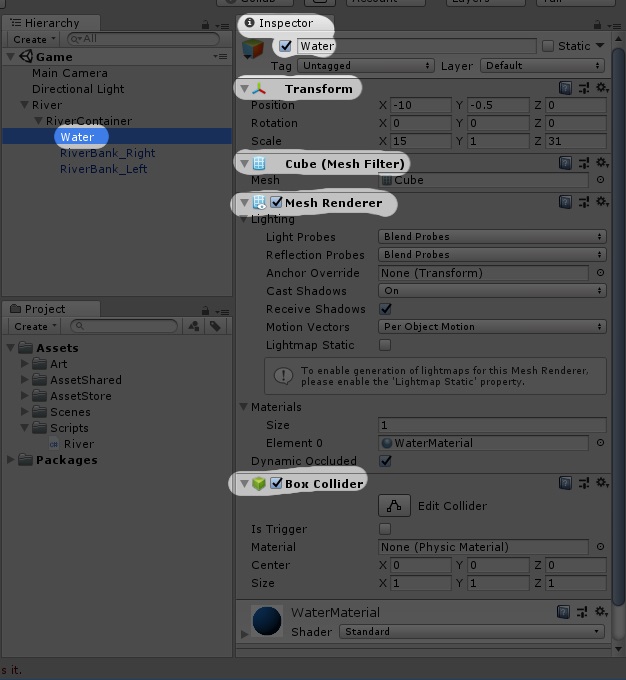 Collab Account Layers Tall
Hierarchy
Create All
Game
Main Camera
Directional Light
River
RiverContainer
Water
RiverBank_Right
RiverBank_Left
Project
Create
Assets
Art
AssetShared
AssetStore
Scenes
Scripts
River
Packages
s it.
Inspector
Water Static
Tag Untagged Layer Default
Transform
Position X -10 Y -0.5 Z 0
Rotation X 0 Y 0 Z 0
Scale X 15 Y 1 Z 31
Cube (Mesh Filter)
Mesh Cube
Mesh Renderer
Lighting
Light Probes Blend Probes
Reflection Probes Blend Probes
Anchor Override None (Transform)
Cast Shadows On
Receive Shadows
Motion Vectors Per Object Motion
Lightmap Static
To enable generation of lightmaps for this Mesh Renderer,
please enable the 'Lightmap Static' property.
Materials
Size 1
Element 0 WaterMaterial
Dynamic Occluded
Box Collider
Edit Collider
Is Trigger
Material None (Physic Material)
Center X 0 Y 0 Z 0
Size X 1 Y 1 Z 1
WaterMaterial
Shader Standard